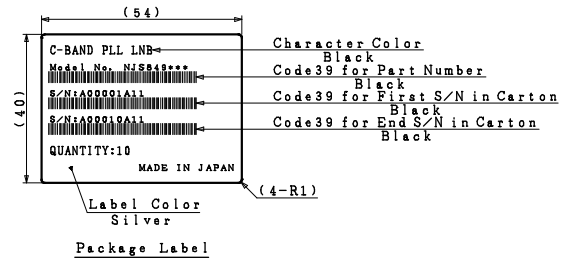 (54)
C-BAND PLL LNB
Character Color
Black
Model No. NJS849***
Code39 for Part Number
Black
S/N:A00001A11
Code39 for First S/N in Carton
Black
(40)
S/N:A00010A11
Code39 for End S/N in Carton
Black
QUANTITY:10
MADE IN JAPAN
(4-R1)
Label Color
Silver
Package Label